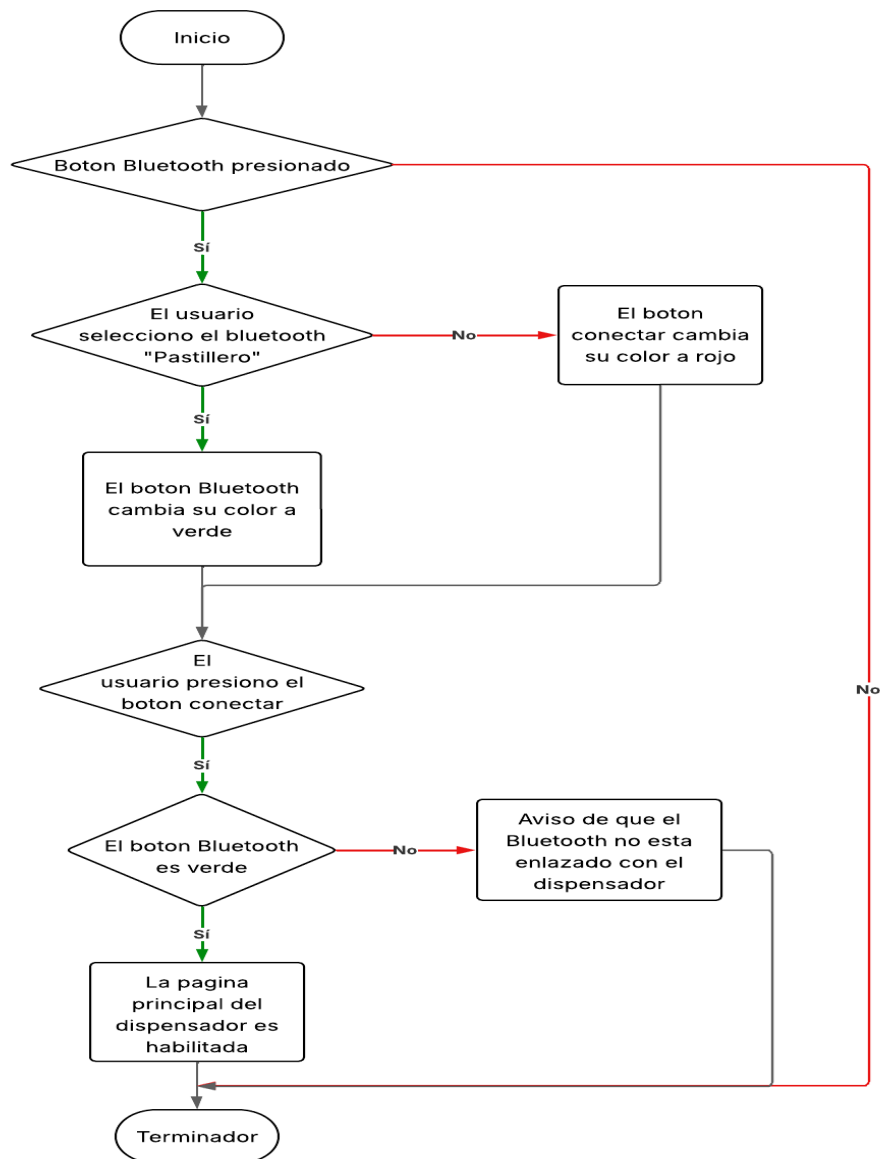 Inicio
Boton Bluetooth presionado
Sí
El usuario
selecciono el bluetooth
"Pastillero"
No
El boton
conectar cambia
su color a rojo
Sí
El boton Bluetooth
cambia su color a
verde
El
usuario presiono el
boton conectar
No
Sí
El boton Bluetooth
es verde
No
Aviso de que el
Bluetooth no esta
enlazado con el
dispensador
Sí
La pagina
principal del
dispensador es
habilitada
Terminador